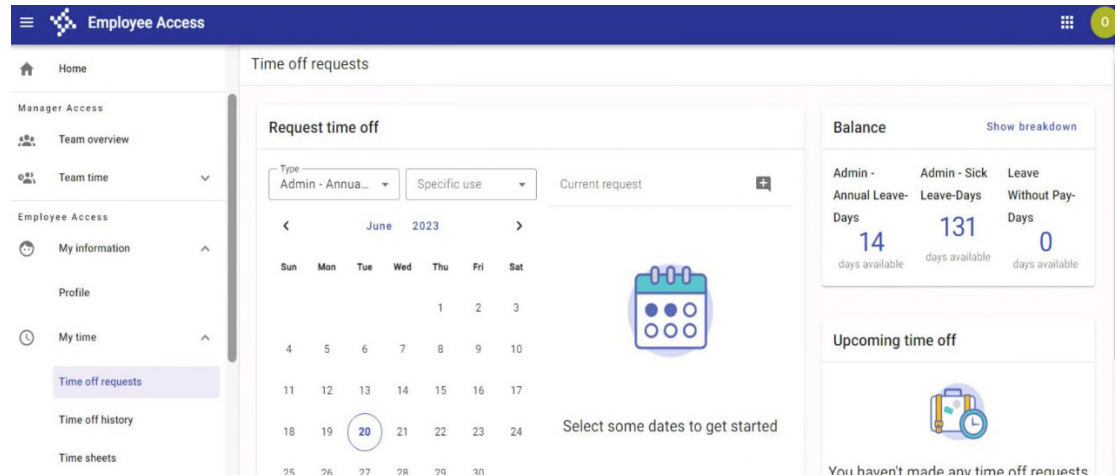 Employee Access
O
Home
Manager Access
Team overview
Team time
Employee Access
My information
Profile
My time
Time off requests
Time off history
Time sheets
Time off requests
Request time off
Type
Admin - Annua...
Specific use
Current request
June 2023
Sun Mon Tue Wed Thu Fri Sat
1 2 3
4 5 6 7 8 9 10
11 12 13 14 15 16 17
18 19 20 21 22 23 24
25 26 27 28 29 30
Select some dates to get started
Balance
Show breakdown
Admin -
Annual Leave-
Days
14
days available
Admin - Sick
Leave-Days
131
days available
Leave
Without Pay-
Days
0
days available
Upcoming time off
You haven't made any time off requests